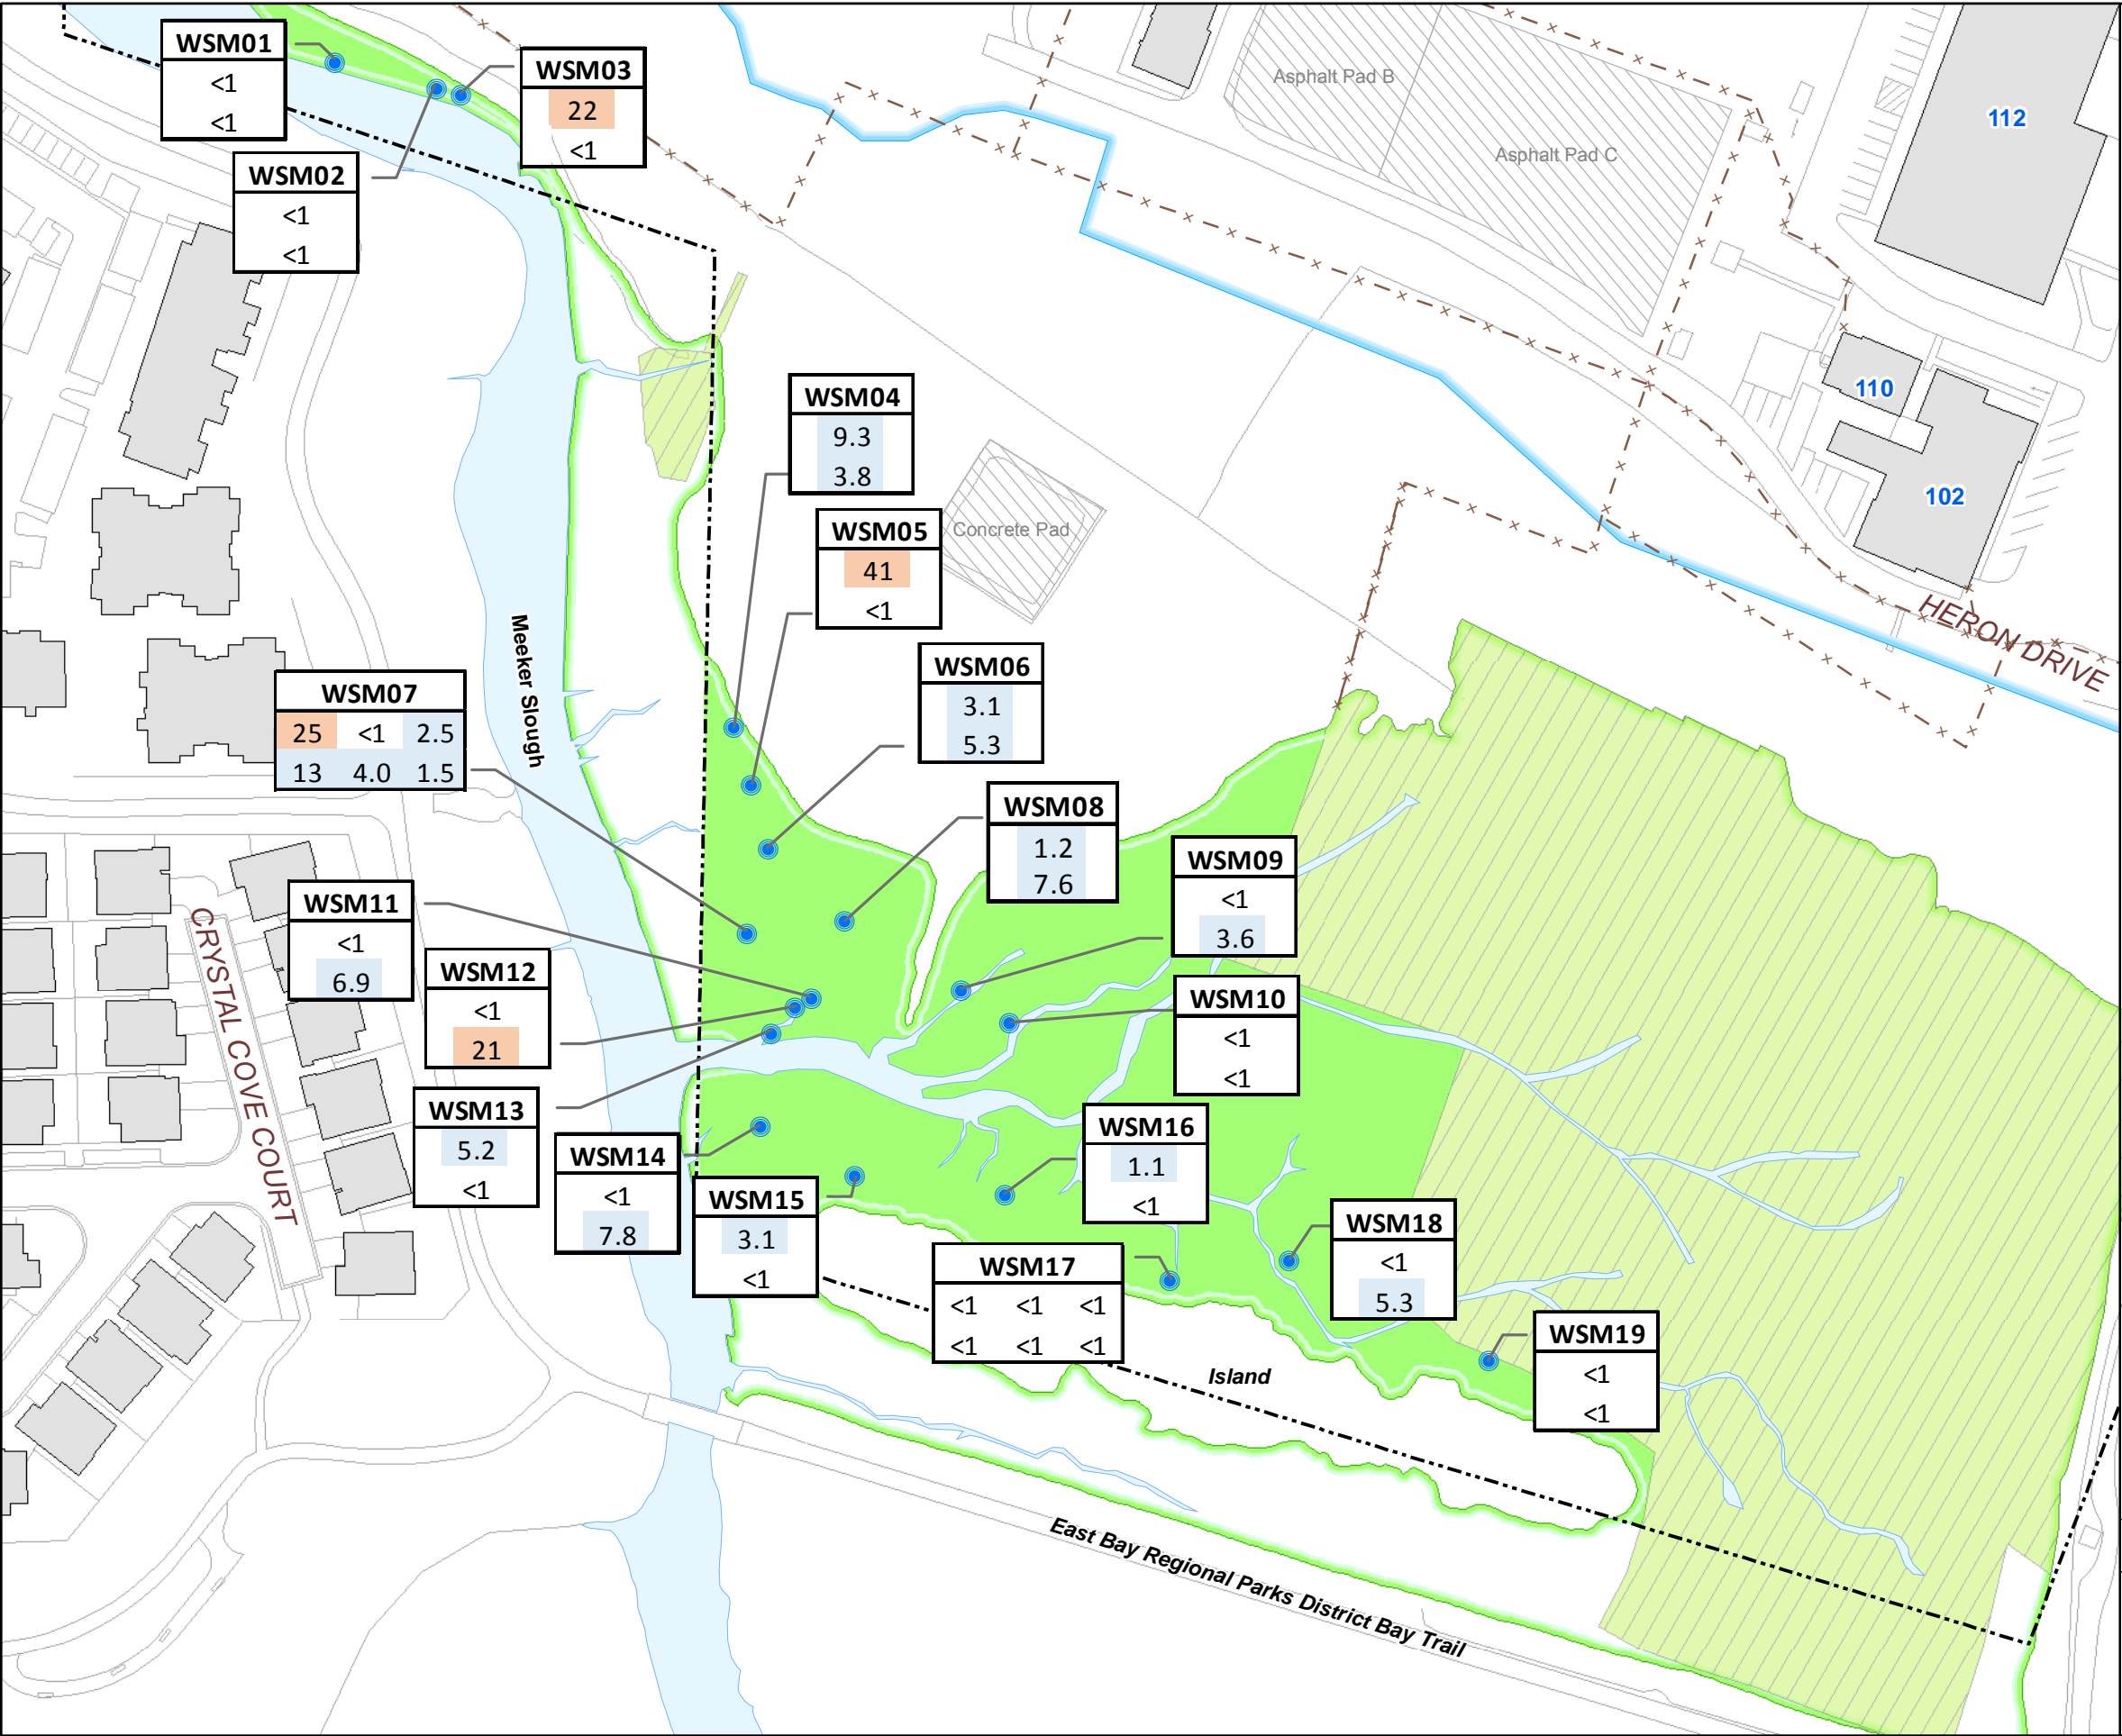 WSM01
<1
<1
WSM03
22
<1
WSM02
<1
<1
Asphalt Pad B
Asphalt Pad C
112
110
102
HERON DRIVE
WSM04
9.3
3.8
Concrete Pad
WSM05
41
<1
Meeker Slough
WSM06
3.1
5.3
WSM07
25 <1 2.5
13 4.0 1.5
WSM08
1.2
7.6
WSM09
<1
3.6
WSM11
<1
6.9
CRYSTAL COVE COURT
WSM12
<1
21
WSM10
<1
<1
WSM13
5.2
<1
WSM14
<1
7.8
WSM15
3.1
<1
WSM16
1.1
<1
WSM17
<1 <1 <1
<1 <1 <1
WSM18
<1
5.3
WSM19
<1
<1
Island
East Bay Regional Parks District Bay Trail